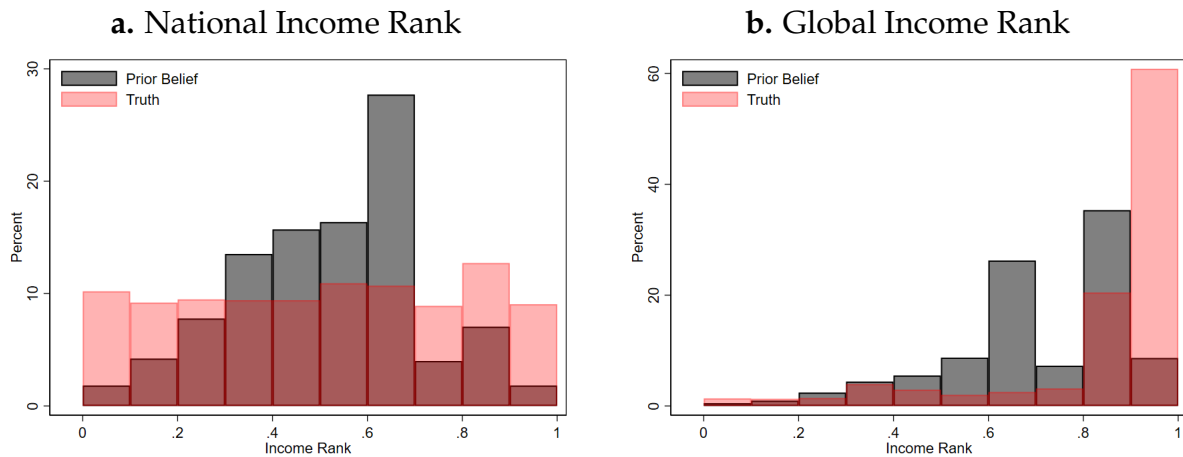 a. National Income Rank
Prior Belief
Truth
Percent
30
20
10
0
0 .2 .4 .6 .8 1
Income Rank
b. Global Income Rank
Prior Belief
Truth
Percent
60
40
20
0
0 .2 .4 .6 .8 1
Income Rank